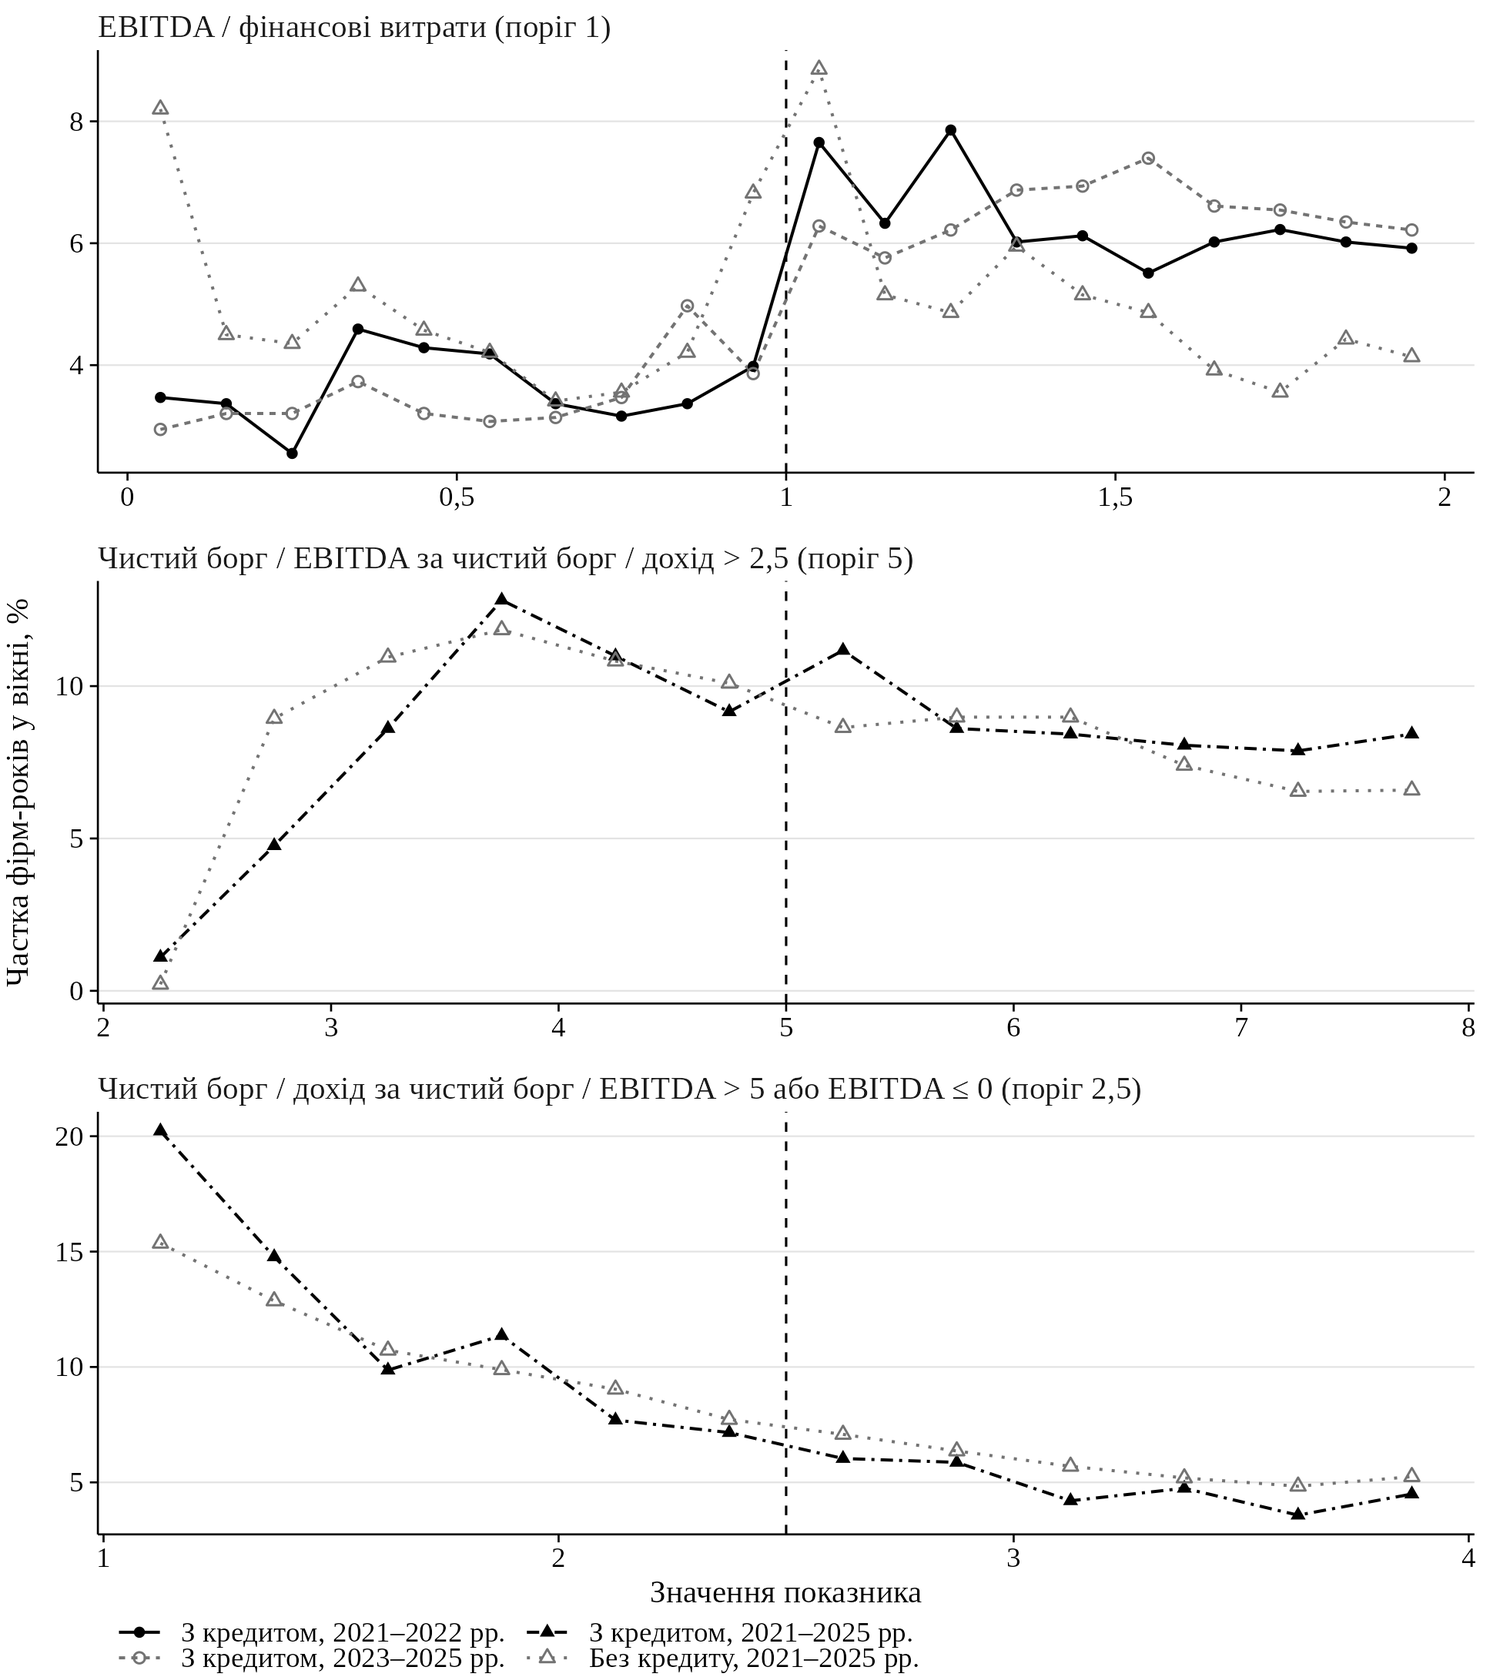 EBITDA / фінансові витрати (поріг 1)
8
6
4
0 0,5 1 1,5 2
Чистий борг / EBITDA за чистий борг / дохід > 2,5 (поріг 5)
Частка фірм-років у вікні, %
10
5
0
2 3 4 5 6 7 8
Чистий борг / дохід за чистий борг / EBITDA > 5 або EBITDA ≤ 0 (поріг 2,5)
20
15
10
5
1 2 3 4
Значення показника
З кредитом, 2021–2022 рр. З кредитом, 2021–2025 рр.
З кредитом, 2023–2025 рр. Без кредиту, 2021–2025 рр.